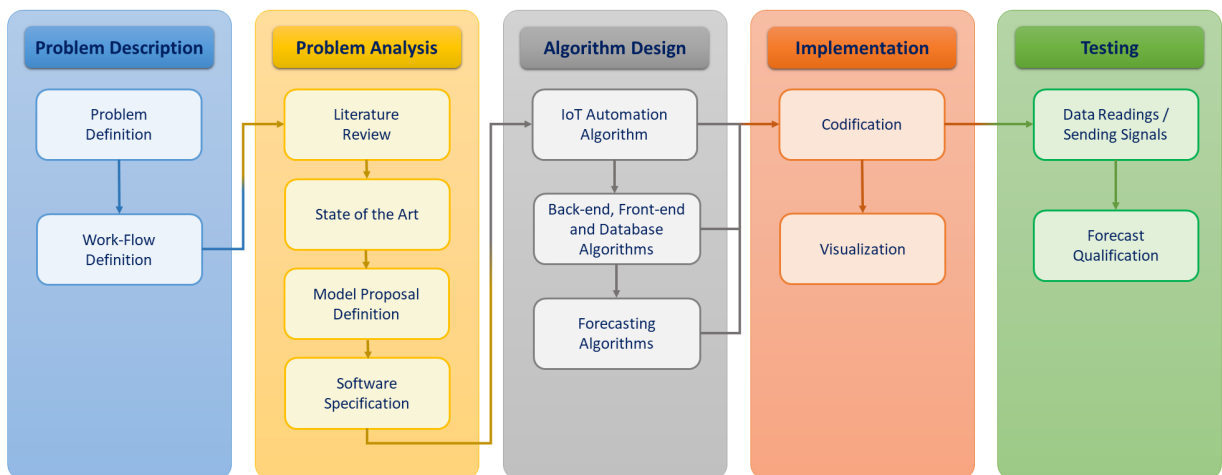 Problem Description
Problem
Definition
Work-Flow
Definition
Problem Analysis
Literature
Review
State of the Art
Model Proposal
Definition
Software
Specification
Algorithm Design
IoT Automation
Algorithm
Back-end, Front-end
and Database
Algorithms
Forecasting
Algorithms
Implementation
Codification
Visualization
Testing
Data Readings /
Sending Signals
Forecast
Qualification